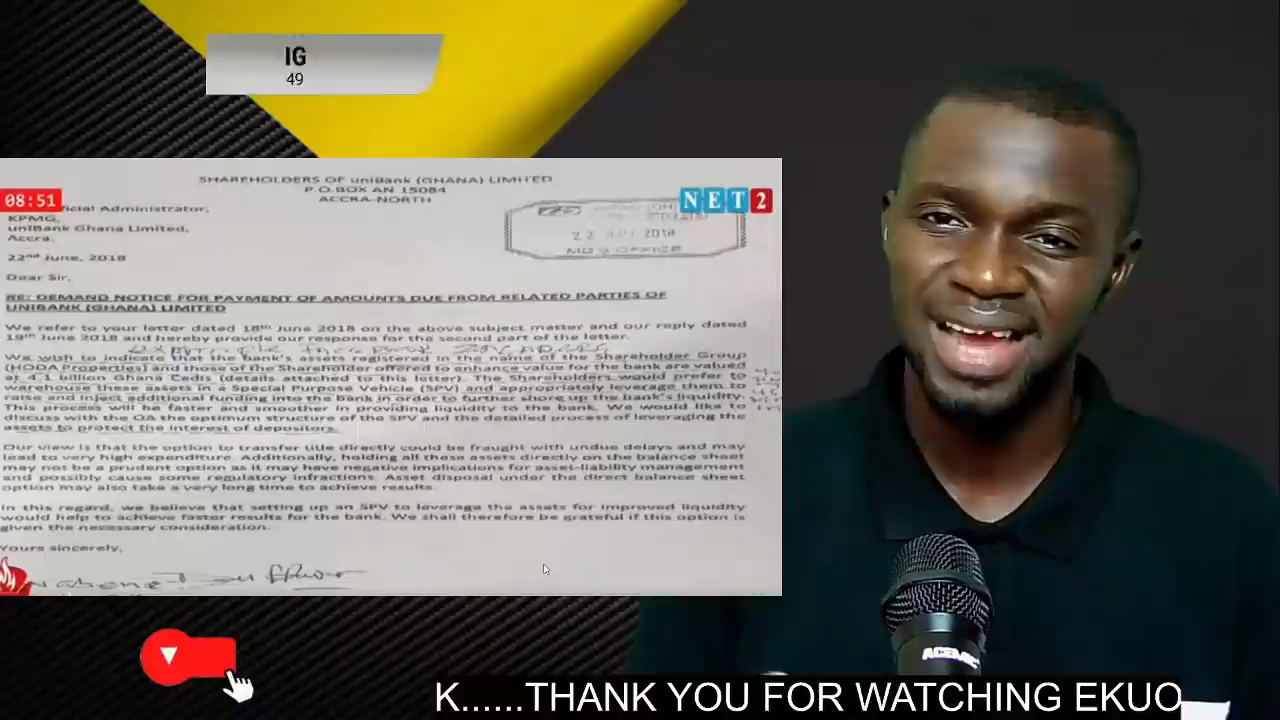 IG
49
SHAREHOLDERS OF uniBank (GHANA) LIMITED
P.O.BOX AN 15084
ACCRA-NORTH
08:51
NET2
Administrator,
KPMG,
uniBank Ghana Limited,
Accra.
MD'S OFFICE
22nd June, 2018
Dear Sir,
RE: DEMAND NOTICE FOR PAYMENT OF AMOUNTS DUE FROM RELATED PARTIES OF
UNIBANK (GHANA) LIMITED
We refer to your letter dated 18th June 2018 on the above subject matter and our reply dated
19th June 2018 and hereby provide our response for the second part of the letter.
We wish to indicate that the bank's assets registered in the name of the Shareholder Group
(HODA Properties) and those of the Shareholder offered to enhance value for the bank are valued
at 4.1 billion Ghana Cedis (details attached to this letter). The Shareholders would prefer to
warehouse these assets in a Special Purpose Vehicle (SPV) and appropriately leverage them to
raise and inject additional funding into the bank in order to further shore up the bank's liquidity.
This process will be faster and smoother in providing liquidity to the bank. We would like to
discuss with the OA the optimum structure of the SPV and the detailed process of leveraging the
assets to protect the interest of depositors.
Our view is that the option to transfer title directly could be fraught with undue delays and may
lead to very high expenditure. Additionally, holding all these assets directly on the balance sheet
may not be a prudent option as it may have negative implications for asset-liability management
and possibly cause some regulatory infractions. Asset disposal under the direct balance sheet
option may also take a very long time to achieve results.
In this regard, we believe that setting up an SPV to leverage the assets for improved liquidity
would help to achieve faster results for the bank. We shall therefore be grateful if this option is
given the necessary consideration.
Yours sincerely,
ACEMIC
K......THANK YOU FOR WATCHING EKUO